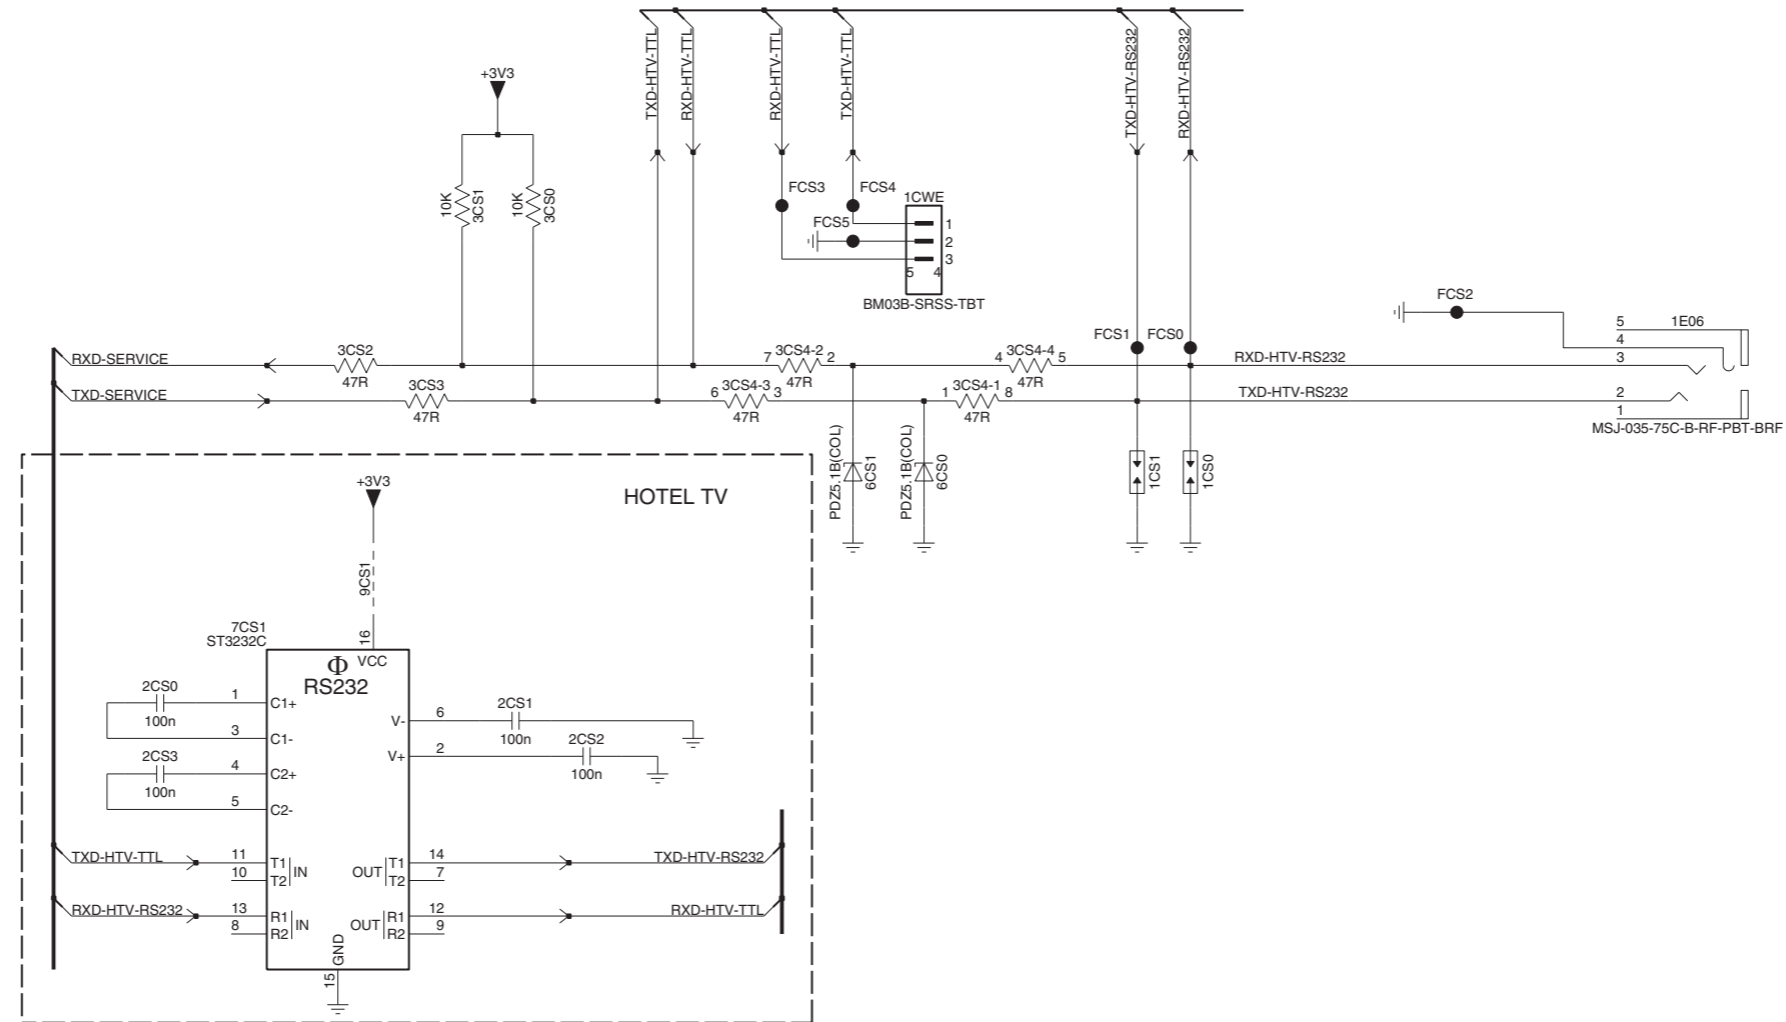 TXD-HTV-TTL
RXD-HTV-TTL
RXD-HTV-TTL
TXD-HTV-TTL
TXD-HTV-RS232
RXD-HTV-RS232
+3V3
10K
3CS1
10K
3CS0
FCS3
FCS4
1CWE
FCS5
1
2
3
5
4
BM03B-SRSS-TBT
FCS2
FCS1
FCS0
5
1E06
4
RXD-SERVICE
3CS2
47R
7
3CS4-2
2
47R
4
3CS4-4
5
47R
RXD-HTV-RS232
3
TXD-SERVICE
3CS3
47R
6
3CS4-3
3
47R
1
3CS4-1
8
47R
TXD-HTV-RS232
2
1
MSJ-035-75C-B-RF-PBT-BRF
PDZ5.1B(COL)
6CS1
PDZ5.1B(COL)
6CS0
1CS1
1CS0
+3V3
HOTEL TV
9CS1
7CS1
ST3232C
16
Φ
VCC
RS232
2CS0
100n
1
C1+
3
C1-
2CS3
100n
4
C2+
5
C2-
V-
6
2CS1
100n
V+
2
2CS2
100n
TXD-HTV-TTL
11
T1
10
T2
IN
OUT
T1
14
T2
7
TXD-HTV-RS232
RXD-HTV-RS232
13
R1
8
R2
IN
OUT
R1
12
R2
9
RXD-HTV-TTL
GND
15